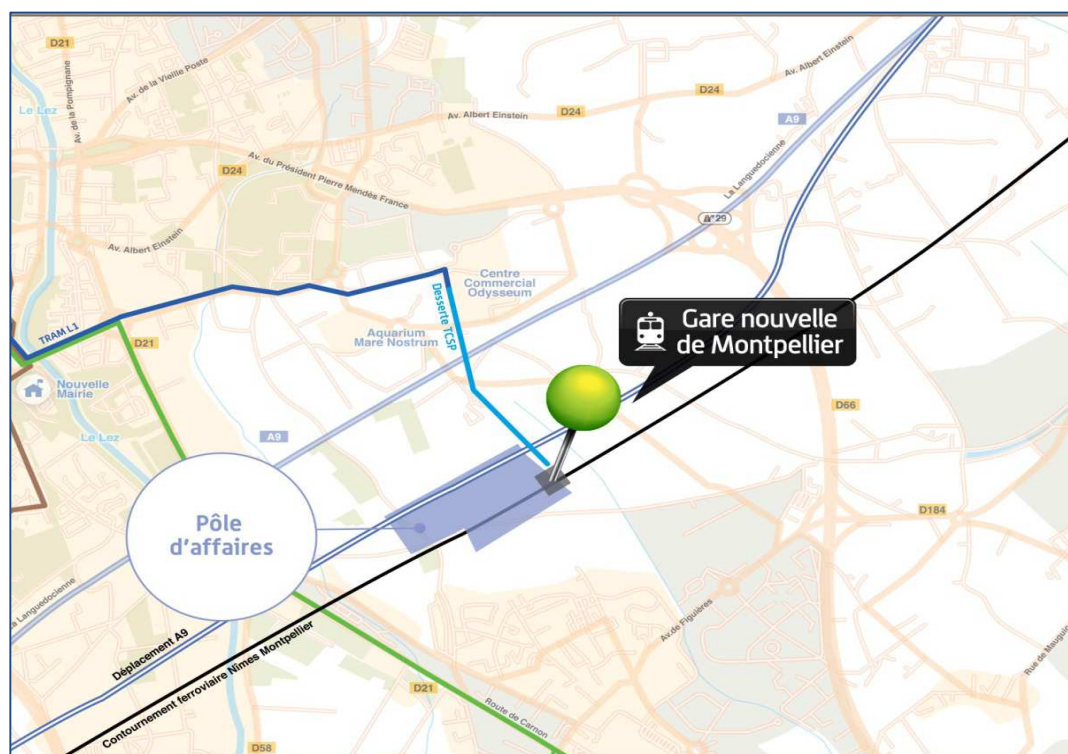 D21
Le Lez
Av. de la Pompignane
Av. de la Vieille Poste
Av. Albert Einstein
D24
Av. Albert Einstein
D24
A9
La Languedocienne
D24
Av. du Président Pierre Mendès France
29
Av. Albert Einstein
Centre
Commercial
Odysseum
Desserte TCSP
Aquarium
Mare Nostrum
TRAM L1
D21
Gare nouvelle
de Montpellier
Nouvelle
Mairie
Le Lez
A9
D66
Pôle
d'affaires
D184
La Languedocienne
Déplacement A9
Contournement ferroviaire Nîmes Montpellier
Av. de Figuières
Rue de Mauguio
D21
Route de Carnon
D58